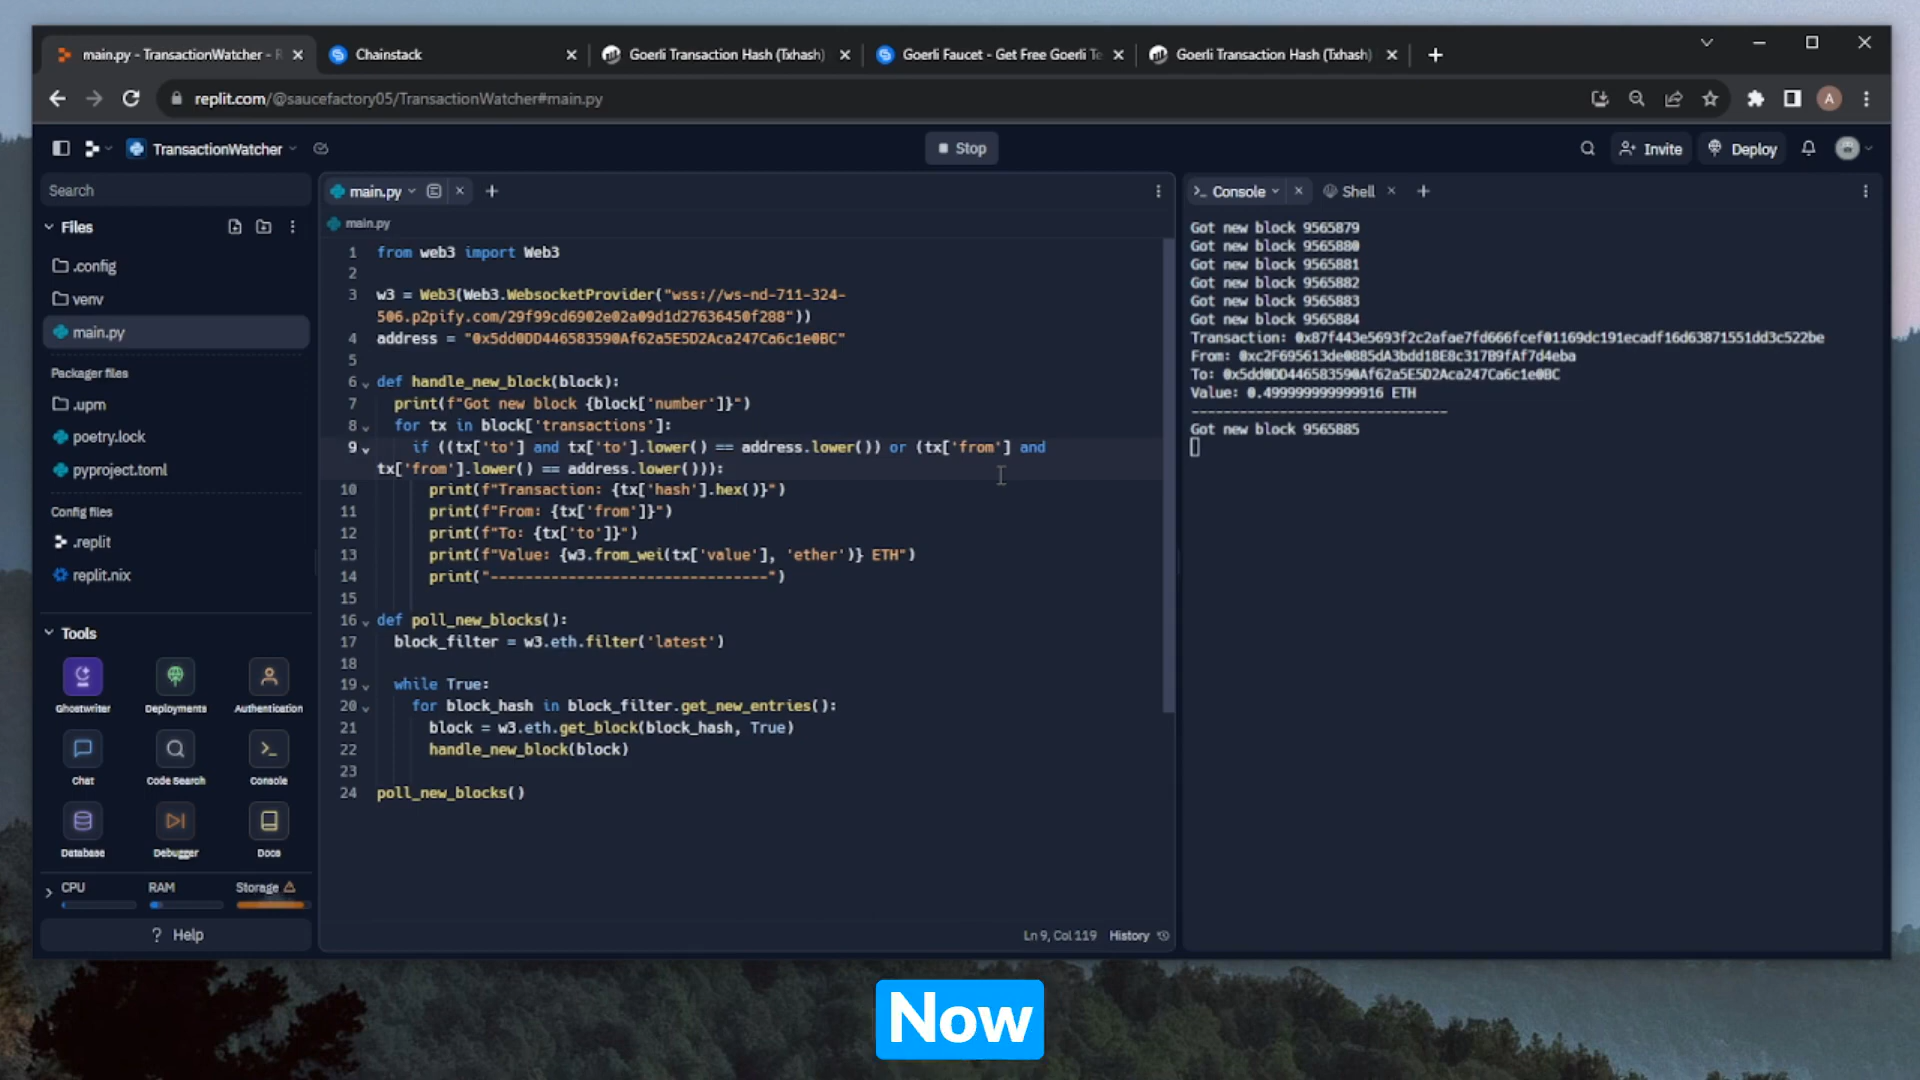 main.py - TransactionWatcher - R
Chainstack
Goerli Transaction Hash (Txhash)
Goerli Faucet - Get Free Goerli Te
Goerli Transaction Hash (Txhash)
replit.com/@saucefactory05/TransactionWatcher#main.py
A
TransactionWatcher
Stop
Invite
Deploy
Search
Files
.config
venv
main.py
Packager files
.upm
poetry.lock
pyproject.toml
Config files
.replit
replit.nix
Tools
Ghostwriter
Deployments
Authentication
Chat
Code Search
Console
Database
Debugger
Docs
CPU
RAM
Storage
? Help
main.py
main.py
1 from web3 import Web3
2
3 w3 = Web3(Web3.WebsocketProvider("wss://ws-nd-711-324-
506.p2pify.com/29f99cd6902e02a09d1d27636450f288"))
4 address = "0x5dd0DD446583590Af62a5E5D2Aca247Ca6c1e0BC"
5
6 def handle_new_block(block):
7 print(f"Got new block {block['number']}")
8 for tx in block['transactions']:
9 if ((tx['to'] and tx['to'].lower() == address.lower()) or (tx['from'] and
tx['from'].lower() == address.lower())):
10 print(f"Transaction: {tx['hash'].hex()}")
11 print(f"From: {tx['from']}")
12 print(f"To: {tx['to']}")
13 print(f"Value: {w3.from_wei(tx['value'], 'ether')} ETH")
14 print("--------------------------------")
15
16 def poll_new_blocks():
17 block_filter = w3.eth.filter('latest')
18
19 while True:
20 for block_hash in block_filter.get_new_entries():
21 block = w3.eth.get_block(block_hash, True)
22 handle_new_block(block)
23
24 poll_new_blocks()
Ln 9, Col 119 History
Console
Shell
Got new block 9565879
Got new block 9565880
Got new block 9565881
Got new block 9565882
Got new block 9565883
Got new block 9565884
Transaction: 0x87f443e5693f2c2afae7fd666fcef01169dc191ecadf16d63871551dd3c522be
From: 0xc2F695613de0885dA3bdd18E8c317B9fAf7d4eba
To: 0x5dd0DD446583590Af62a5E5D2Aca247Ca6c1e0BC
Value: 0.499999999999916 ETH
--------------------------------
Got new block 9565885
Now